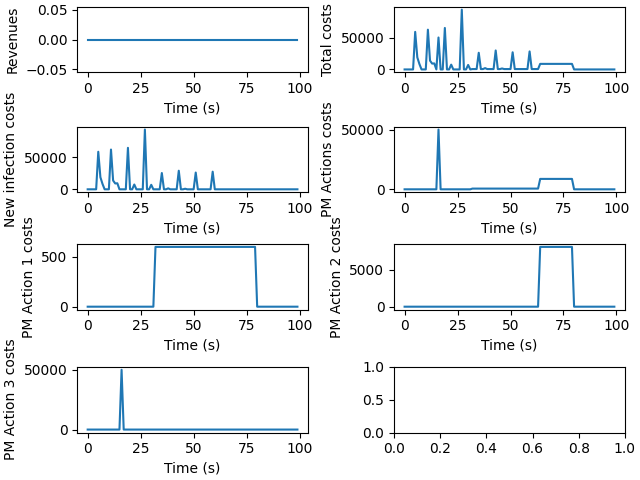 Revenues
0.05
0.00
−0.05
0 25 50 75 100
Time (s)
Total costs
50000
0
0 25 50 75 100
Time (s)
New infection costs
50000
0
0 25 50 75 100
Time (s)
PM Actions costs
50000
0
0 25 50 75 100
Time (s)
PM Action 1 costs
500
0
0 25 50 75 100
Time (s)
PM Action 2 costs
5000
0
0 25 50 75 100
Time (s)
PM Action 3 costs
50000
0
0 25 50 75 100
Time (s)
1.0
0.5
0.0
0.0 0.2 0.4 0.6 0.8 1.0